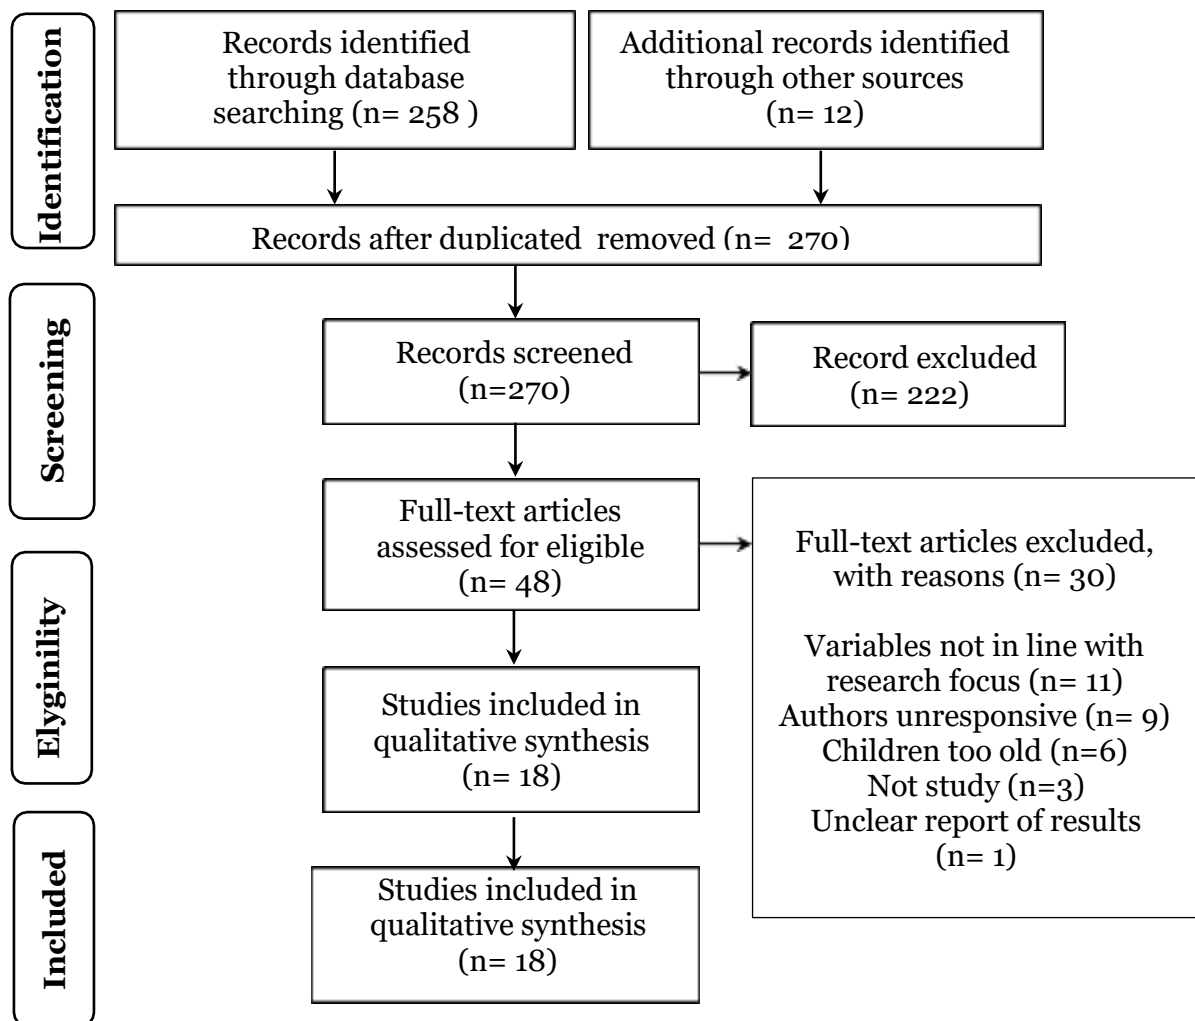 Identification
Records identified
through database
searching (n= 258 )
Additional records identified
through other sources
(n= 12)
Records after duplicated  removed (n=  270)
Screening
Records screened
(n=270)
Record excluded
(n= 222)
Elyginility
Full-text articles
assessed for eligible
(n= 48)
Full-text articles excluded,
with reasons (n= 30)
Variables not in line with
research focus (n= 11)
Authors unresponsive (n= 9)
Children too old (n=6)
Not study (n=3)
Unclear report of results
(n= 1)
Studies included in
qualitative synthesis
(n= 18)
Included
Studies included in
qualitative synthesis
(n= 18)